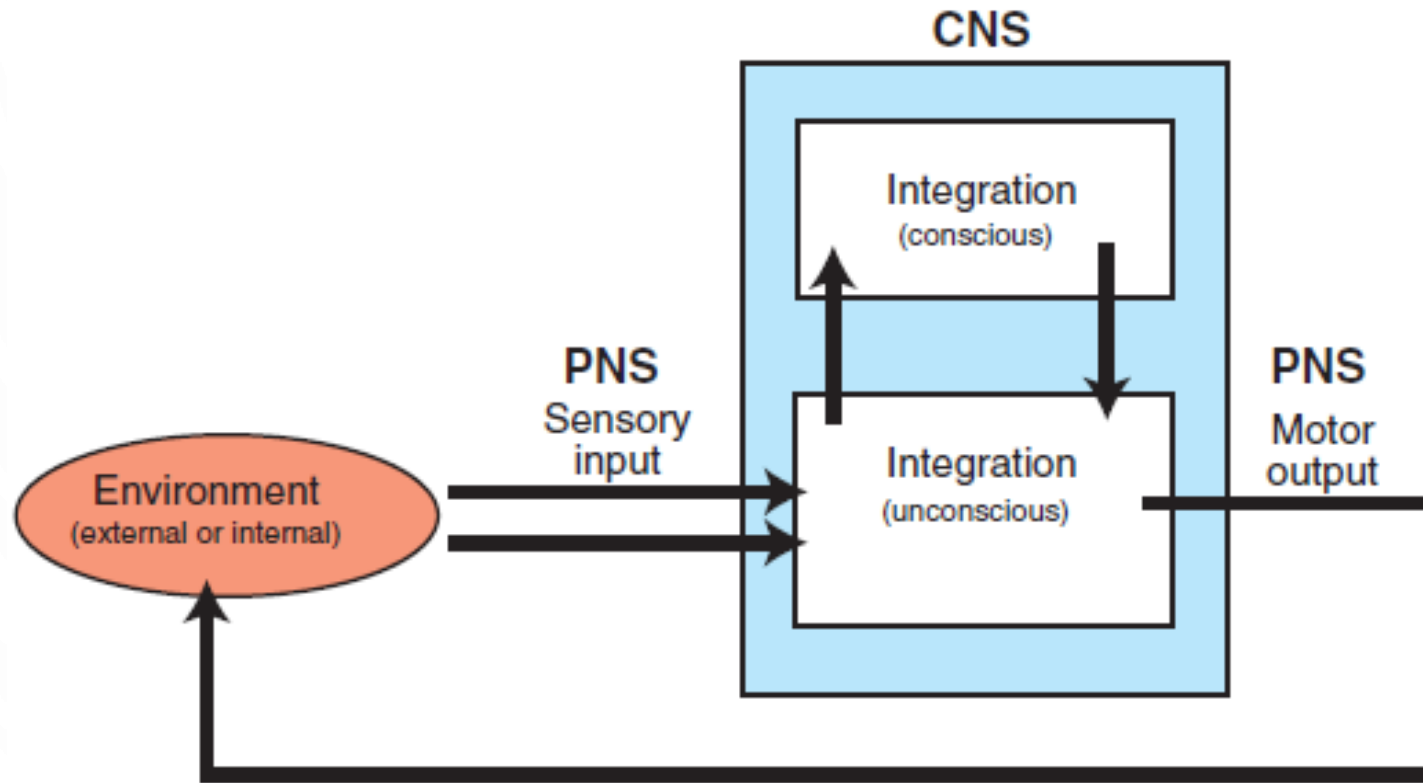 CNS
Integration
(conscious)
PNS
Sensory
input
PNS
Motor
output
Environment
(external or internal)
Integration
(unconscious)